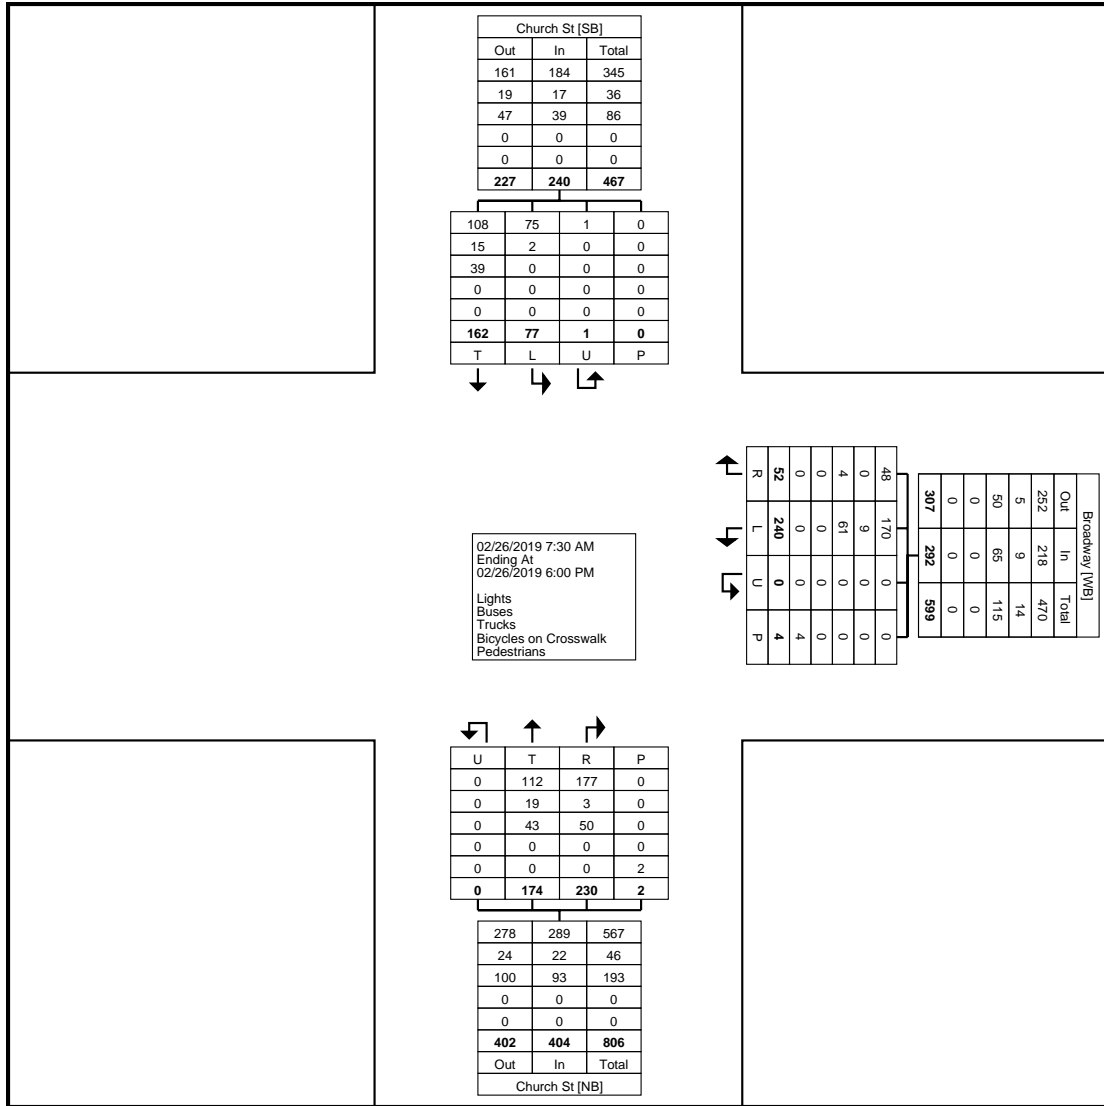 Church St [SB]
Out In Total
161 184 345
19 17 36
47 39 86
0 0 0
0 0 0
227 240 467
108 75 1 0
15 2 0 0
39 0 0 0
0 0 0 0
0 0 0 0
162 77 1 0
T L U P
Broadway [WB]
Out In Total
252 218 470
5 9 14
50 65 115
0 0 0
0 0 0
307 292 599
48 170 0 0
0 9 0 0
4 61 0 0
0 0 0 0
0 0 0 4
52 240 0 4
R L U P
02/26/2019 7:30 AM
Ending At
02/26/2019 6:00 PM
Lights
Buses
Trucks
Bicycles on Crosswalk
Pedestrians
U T R P
0 112 177 0
0 19 3 0
0 43 50 0
0 0 0 0
0 0 0 2
0 174 230 2
278 289 567
24 22 46
100 93 193
0 0 0
0 0 0
402 404 806
Out In Total
Church St [NB]